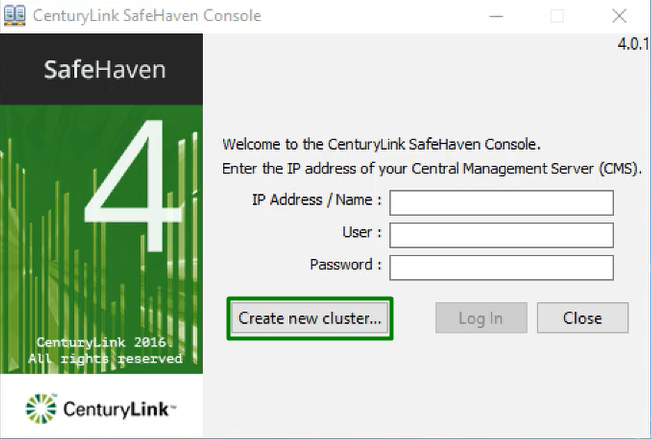 CenturyLink SafeHaven Console
4.0.1
SafeHaven
4
Welcome to the CenturyLink SafeHaven Console.
Enter the IP address of your Central Management Server (CMS).
IP Address / Name :
User :
Password :
Create new cluster... Log In Close
CenturyLink 2016.
All rights reserved
CenturyLink™